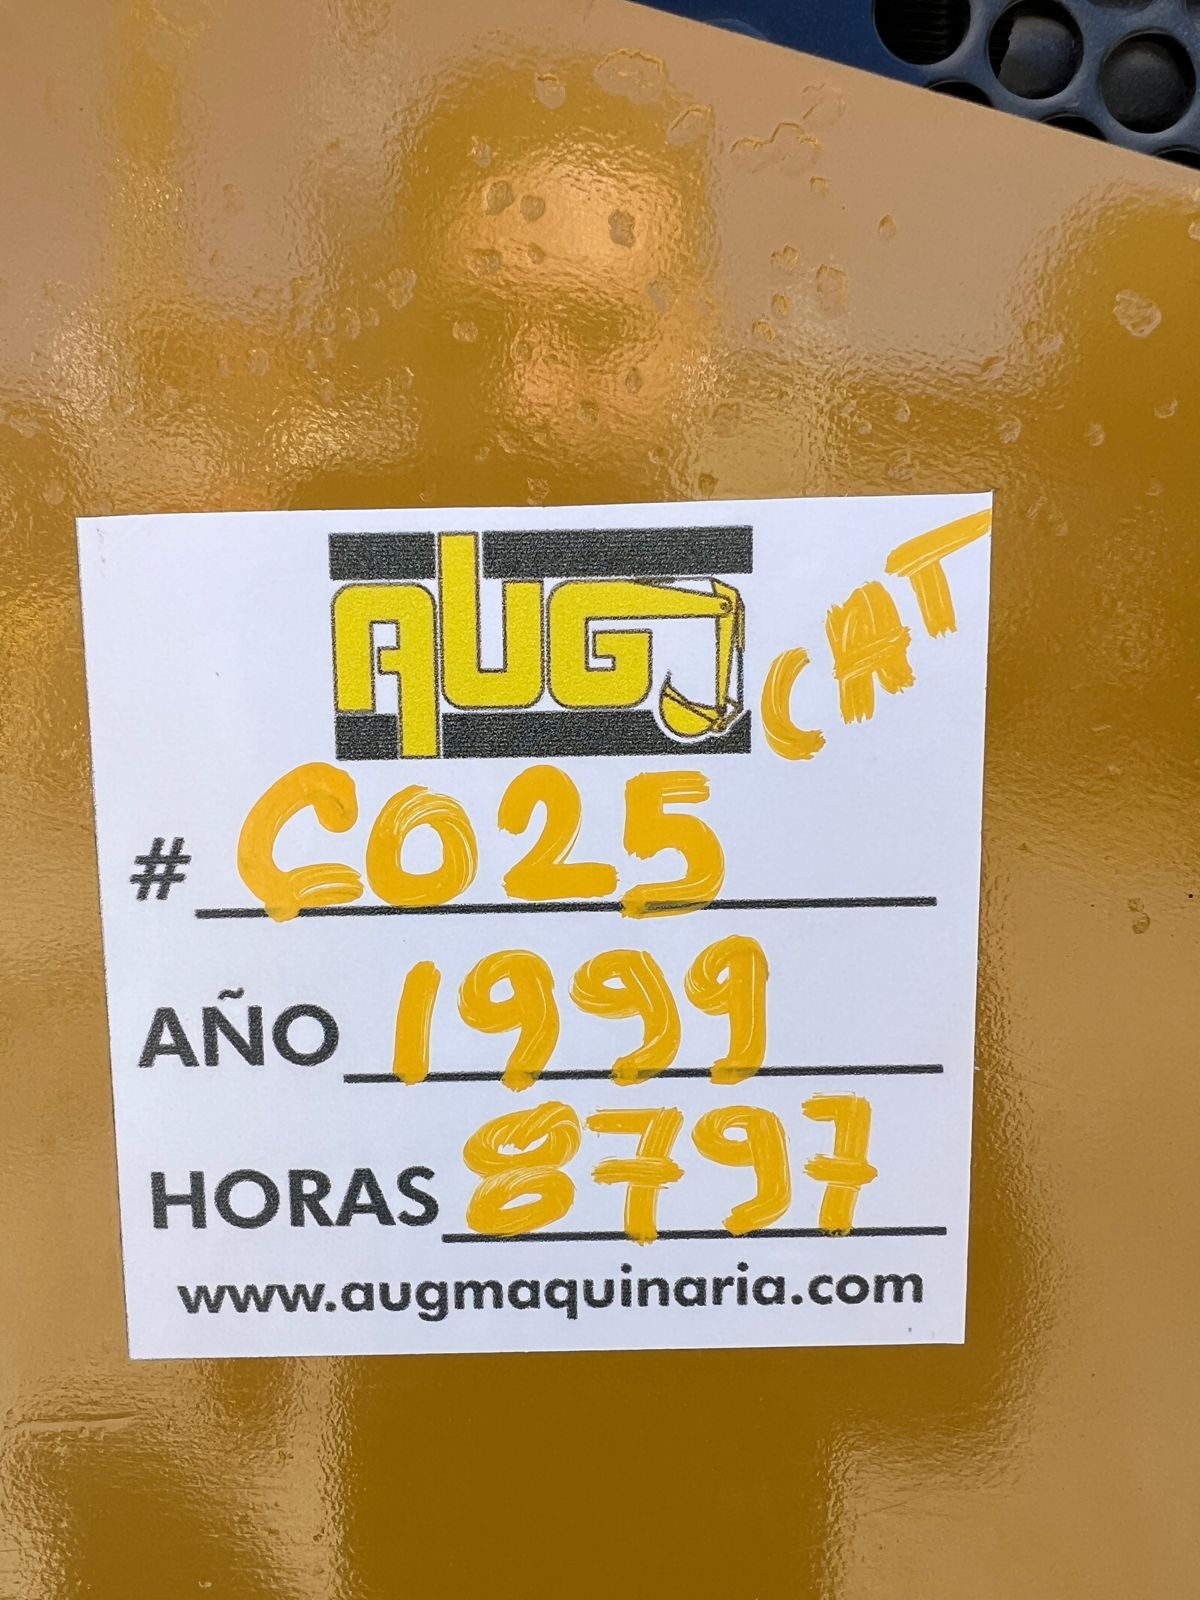 AUG
CAT
# C025
AÑO 1999
HORAS 8797
www.augmaquinaria.com